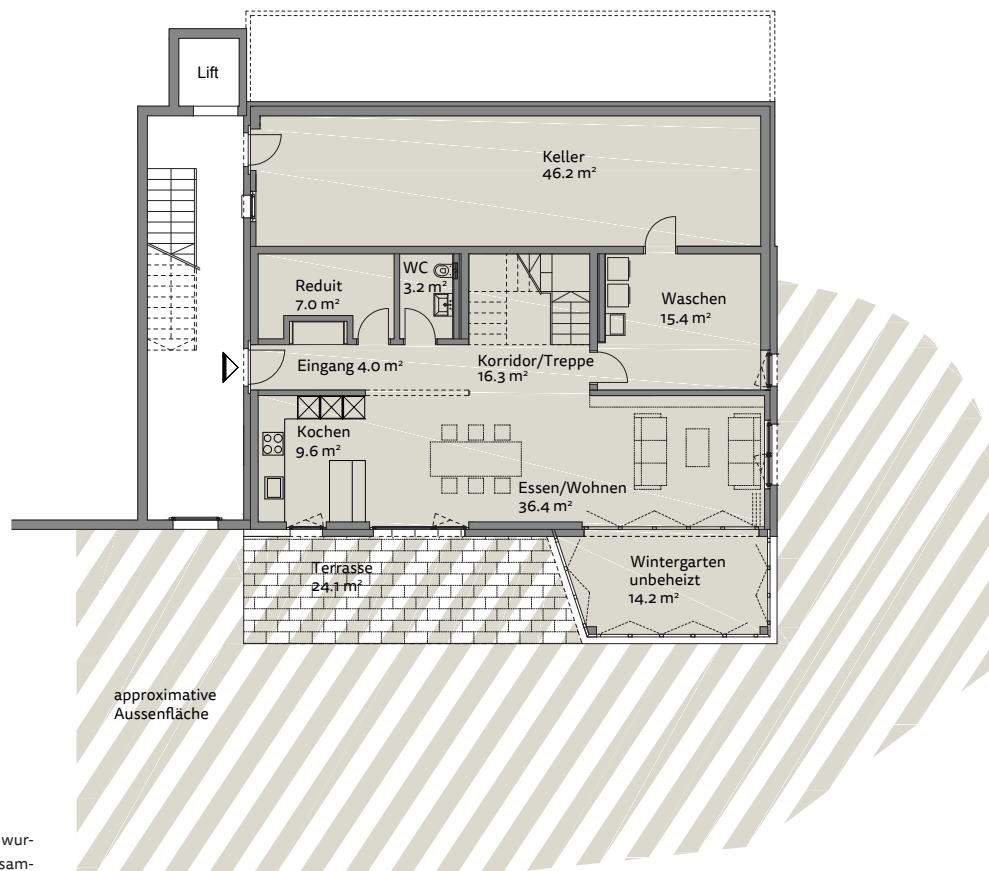 Lift
Keller
46.2 m²
WC
3.2 m²
Reduit
7.0 m²
Waschen
15.4 m²
Eingang 4.0 m²
Korridor/Treppe
16.3 m²
Kochen
9.6 m²
Essen/Wohnen
36.4 m²
Terrasse
24.1 m²
Wintergarten
unbeheizt
14.2 m²
approximative
Aussenfläche
wur-
sam-